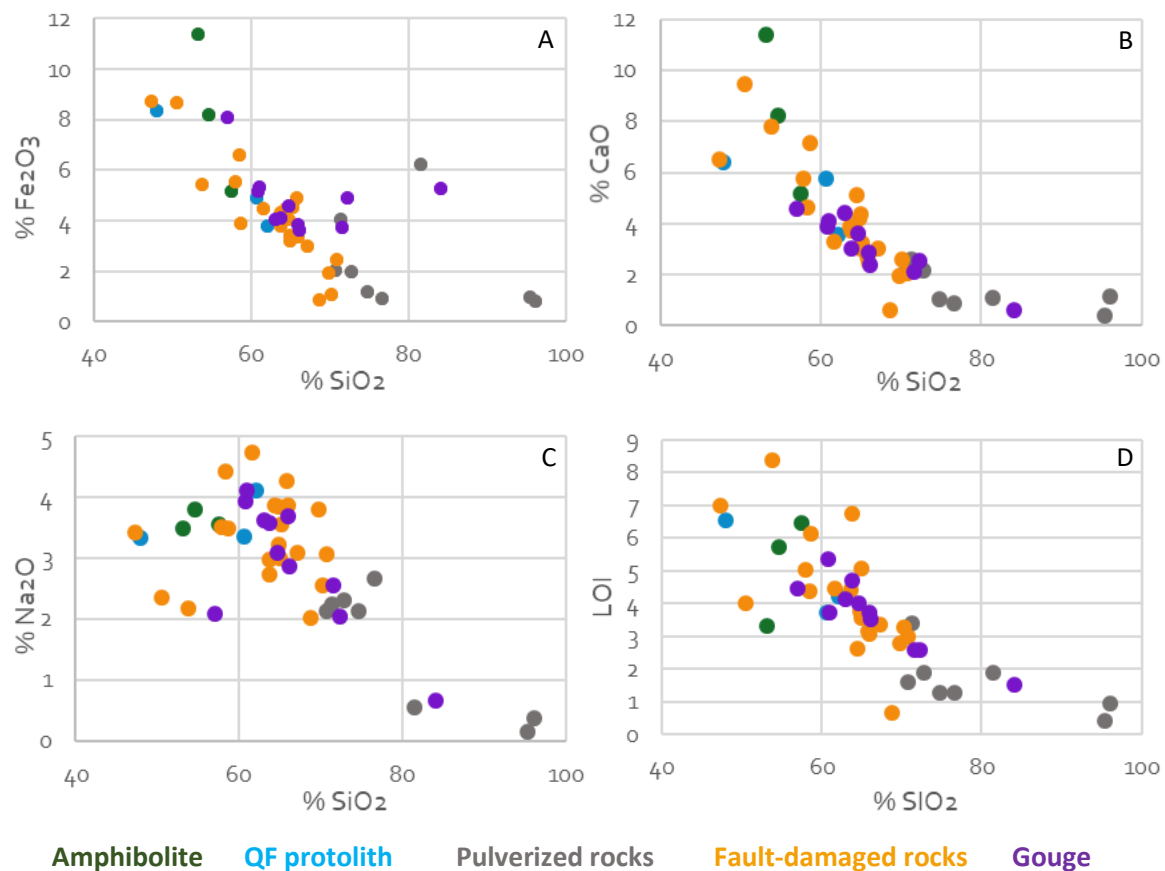 A
12
10
8
6
4
2
0
% Fe2O3
40 60 80 100
% SiO2
B
12
10
8
6
4
2
0
% CaO
40 60 80 100
% SiO2
C
5
4
3
2
1
0
% Na2O
40 60 80 100
% SiO2
D
9
8
7
6
5
4
3
2
1
0
LOI
40 60 80 100
% SIO2
Amphibolite QF protolith Pulverized rocks Fault-damaged rocks Gouge